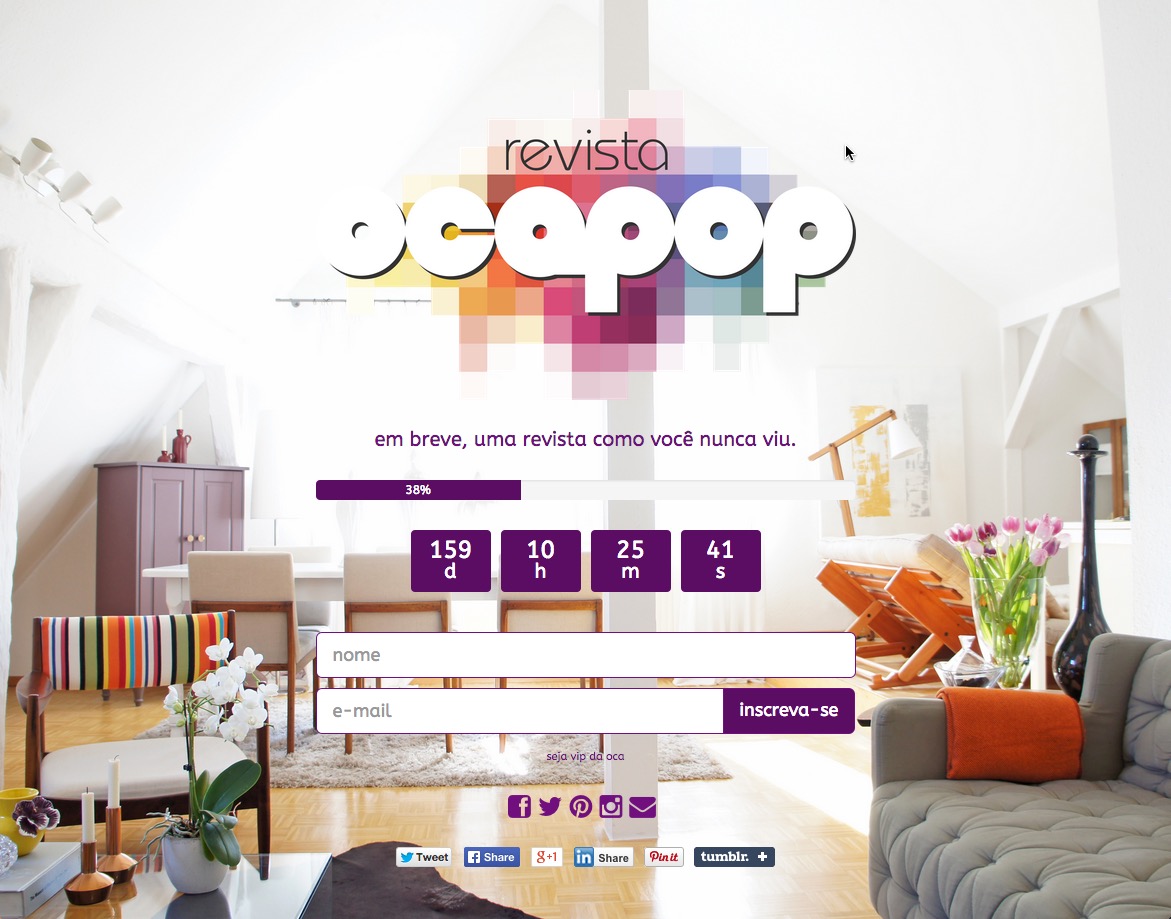 revista
ocapop
em breve, uma revista como você nunca viu.
38%
159 10 25 41
d h m s
nome
e-mail inscreva-se
seja vip da oca
Tweet Share g+1 in Share Pin it tumblr. +